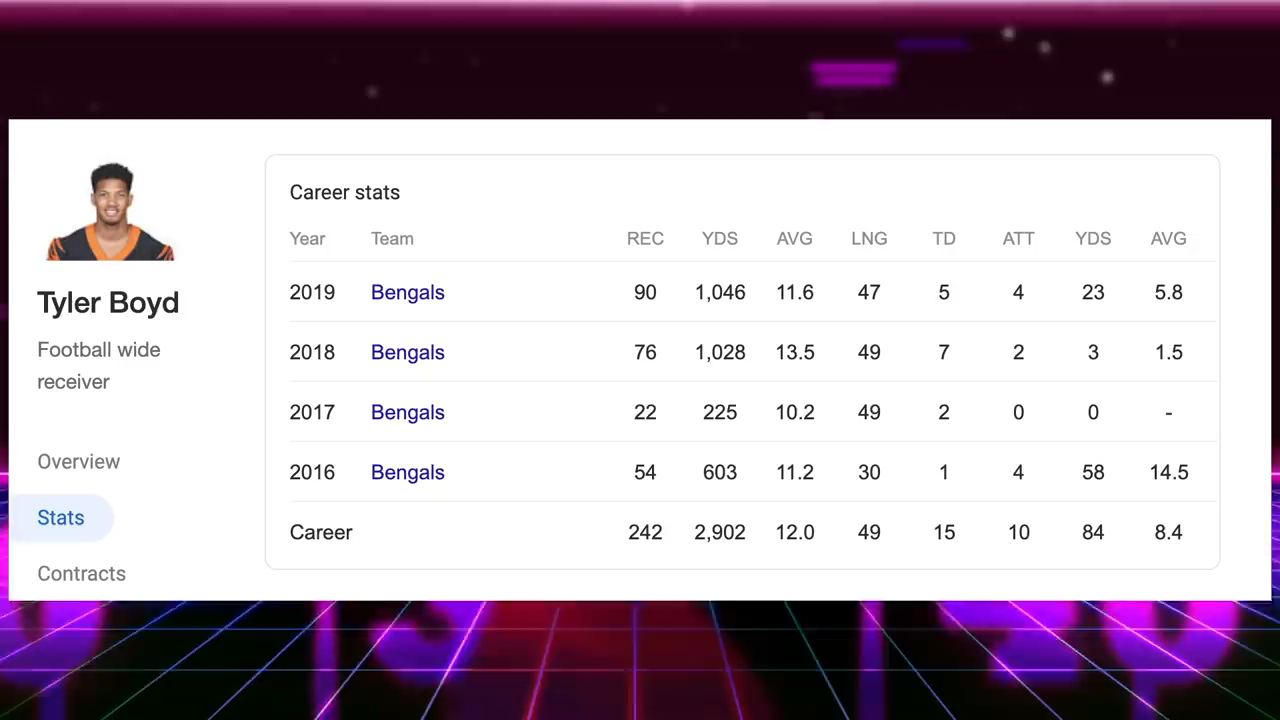 Tyler Boyd
Football wide
receiver
Overview
Stats
Contracts
Career stats
Year Team REC YDS AVG LNG TD ATT YDS AVG
2019 Bengals 90 1,046 11.6 47 5 4 23 5.8
2018 Bengals 76 1,028 13.5 49 7 2 3 1.5
2017 Bengals 22 225 10.2 49 2 0 0 -
2016 Bengals 54 603 11.2 30 1 4 58 14.5
Career 242 2,902 12.0 49 15 10 84 8.4